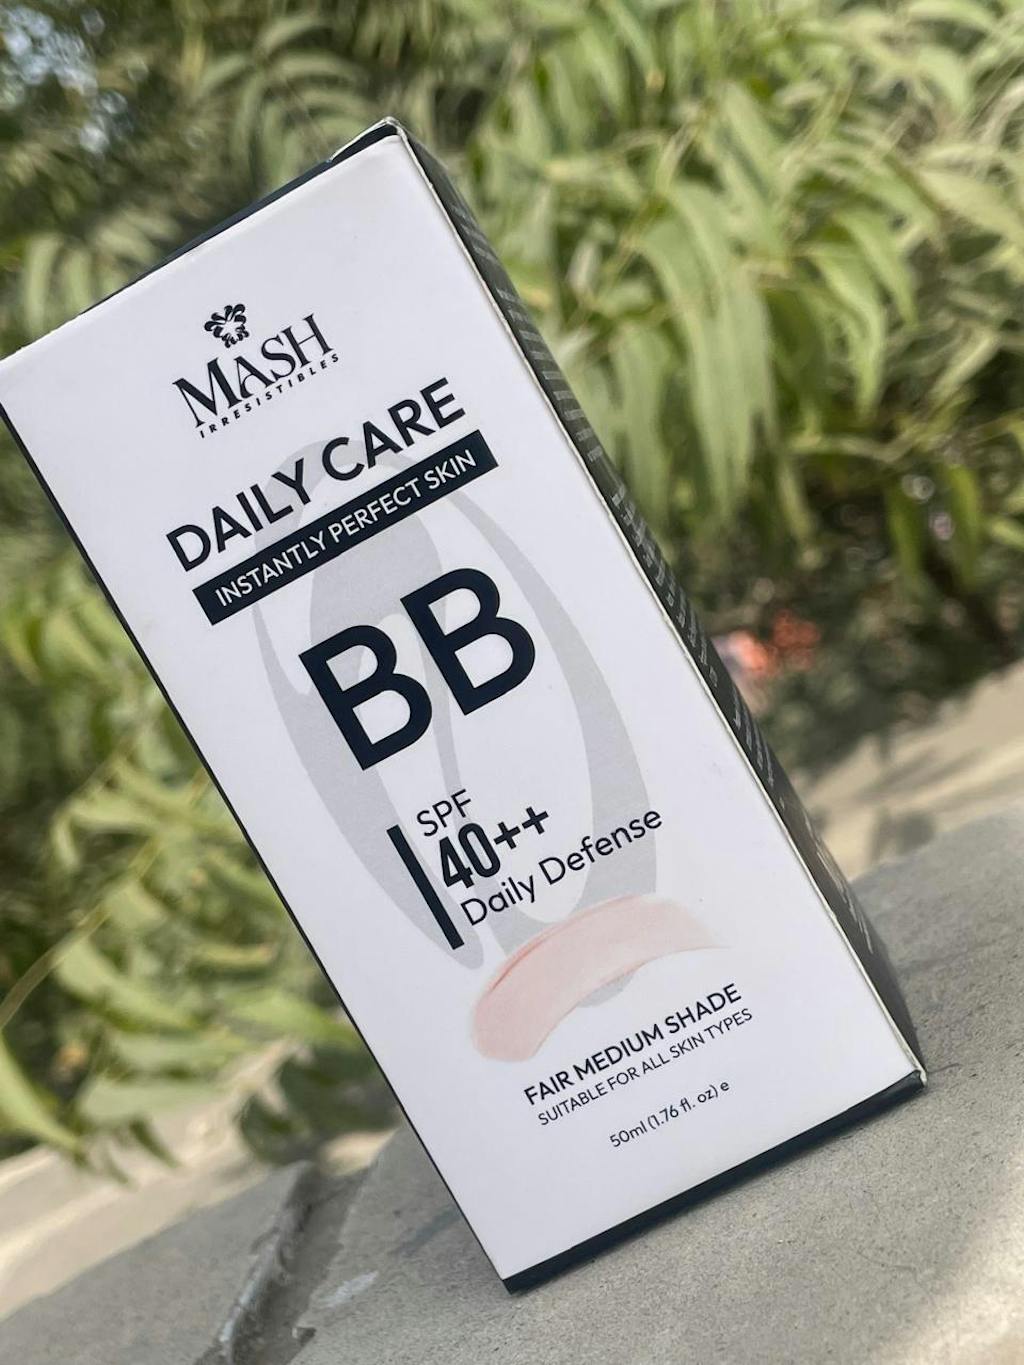 MASH
IRRESISTIBLES
DAILY CARE
INSTANTLY PERFECT SKIN
BB
SPF
40++
Daily Defense
FAIR MEDIUM SHADE
SUITABLE FOR ALL SKIN TYPES
50ml (1.76 fl. oz) e